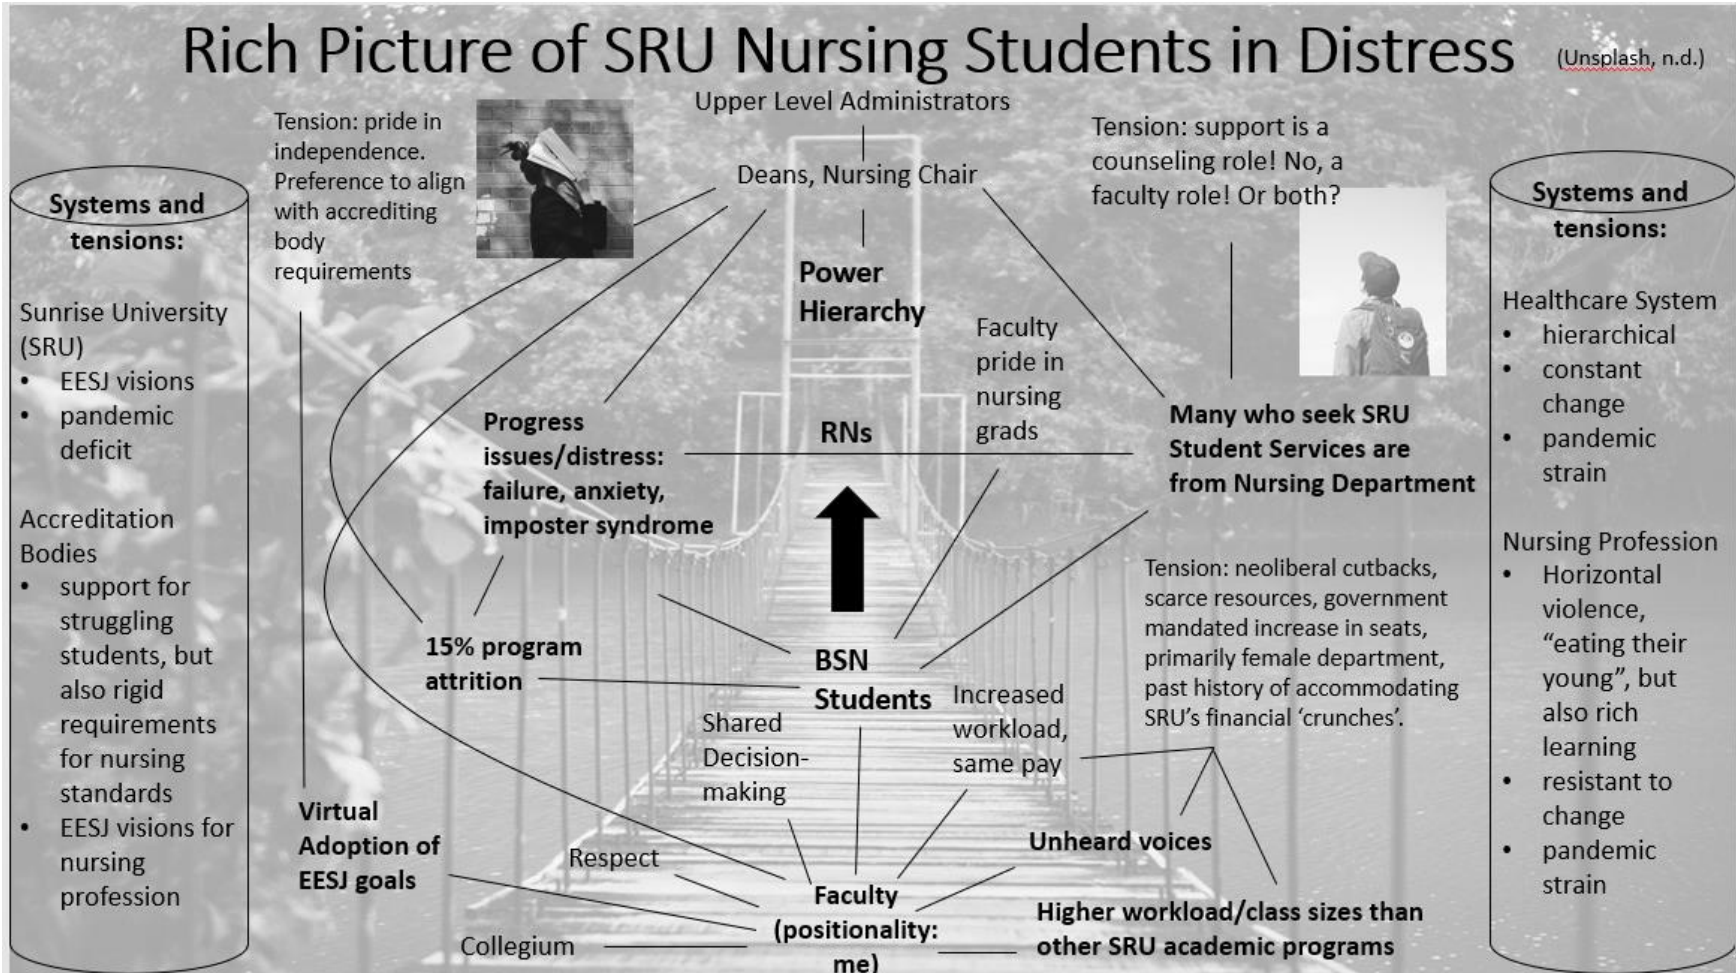 Rich Picture of SRU Nursing Students in Distress
(Unsplash, n.d.)
Systems and
tensions:
Sunrise University
(SRU)
• EESJ visions
• pandemic
deficit
Accreditation
Bodies
• support for
struggling
students, but
also rigid
requirements
for nursing
standards
• EESJ visions for
nursing
profession
Tension: pride in
independence.
Preference to align
with accrediting
body
requirements
Upper Level Administrators
Deans, Nursing Chair
Power
Hierarchy
Tension: support is a
counseling role! No, a
faculty role! Or both?
Faculty
pride in
nursing
grads
Progress
issues/distress:
failure, anxiety,
imposter syndrome
RNs
Many who seek SRU
Student Services are
from Nursing Department
15% program
attrition
BSN
Students
Tension: neoliberal cutbacks,
scarce resources, government
mandated increase in seats,
primarily female department,
past history of accommodating
SRU’s financial ‘crunches’.
Shared
Decision-
making
Increased
workload,
same pay
Virtual
Adoption of
EESJ goals
Respect
Unheard voices
Collegium
Faculty
(positionality:
me)
Higher workload/class sizes than
other SRU academic programs
Systems and
tensions:
Healthcare System
• hierarchical
• constant
change
• pandemic
strain
Nursing Profession
• Horizontal
violence,
“eating their
young”, but
also rich
learning
• resistant to
change
• pandemic
strain